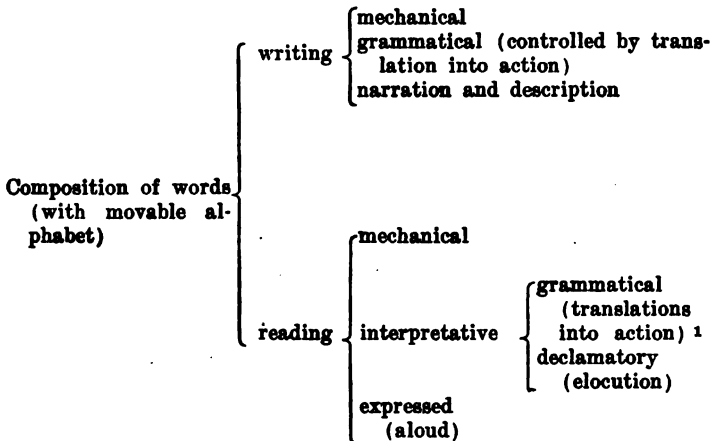 mechanical
writing grammatical (controlled by trans-
lation into action)
narration and description
Composition of words
(with movable al-
phabet)
mechanical
grammatical
(translations
reading interpretative into action) 1
declamatory
(elocution)
expressed
(aloud)